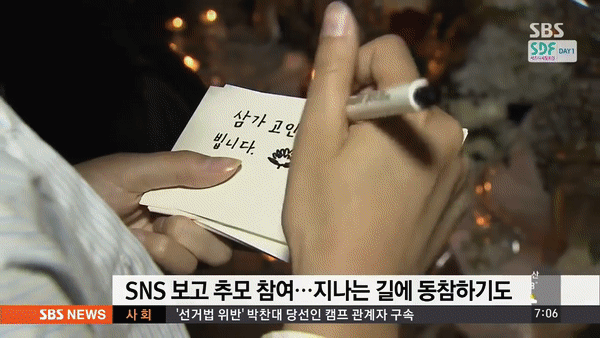 SBS
SDF DAY 1
삼가 고인
빕니다.
SNS 보고 추모 참여…지나는 길에 동참하기도
SBS NEWS 사 회 '선거법 위반' 박찬대 당선인 캠프 관계자 구속 7:06